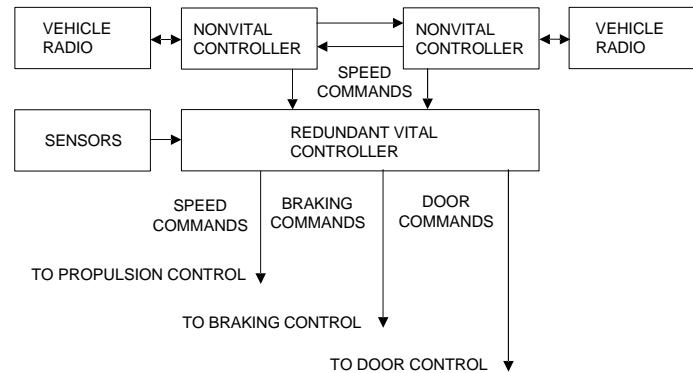 VEHICLE
RADIO
NONVITAL
CONTROLLER
NONVITAL
CONTROLLER
VEHICLE
RADIO
SPEED
COMMANDS
SENSORS
REDUNDANT VITAL
CONTROLLER
SPEED
COMMANDS
BRAKING
COMMANDS
DOOR
COMMANDS
TO PROPULSION CONTROL
TO BRAKING CONTROL
TO DOOR CONTROL